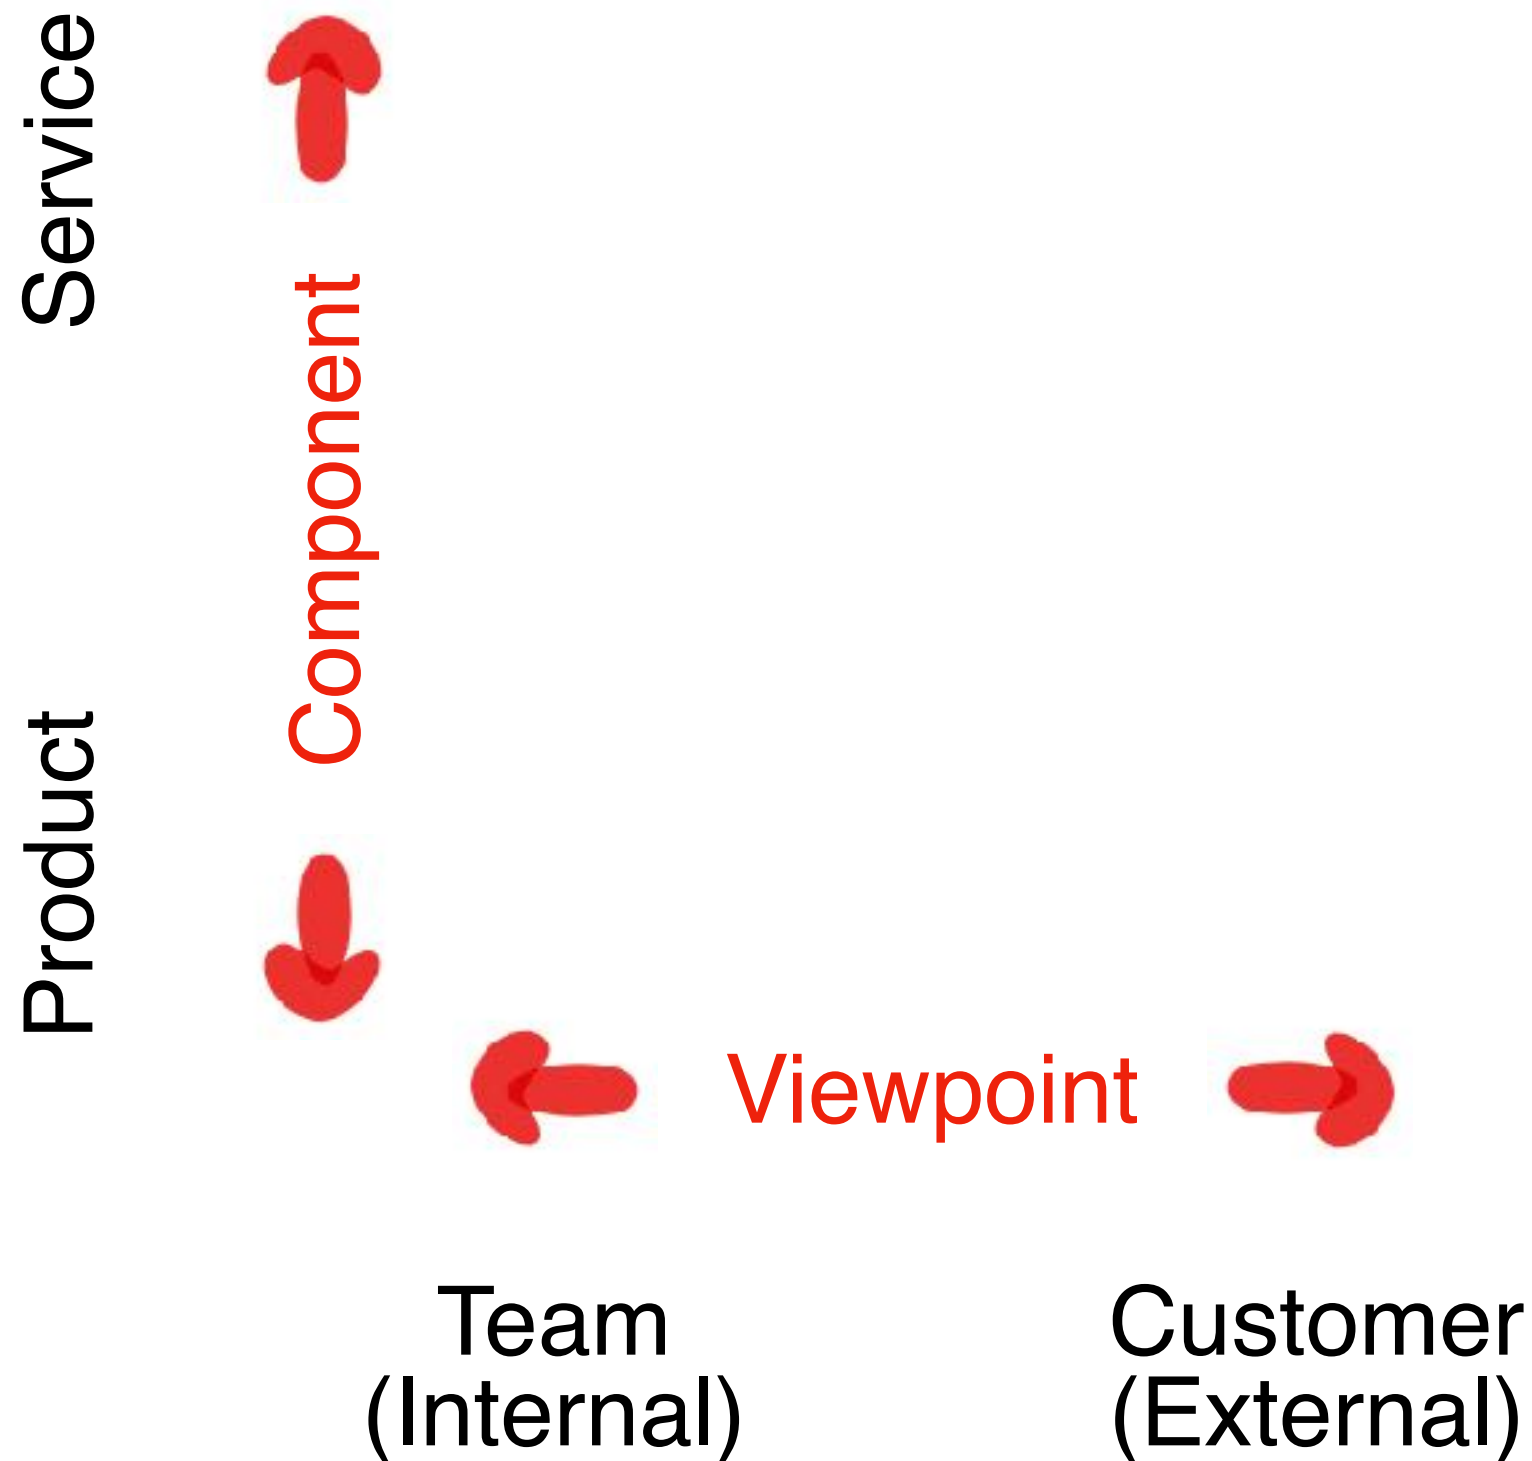 Service
Component
Product
Viewpoint
Team
(Internal)
Customer
(External)